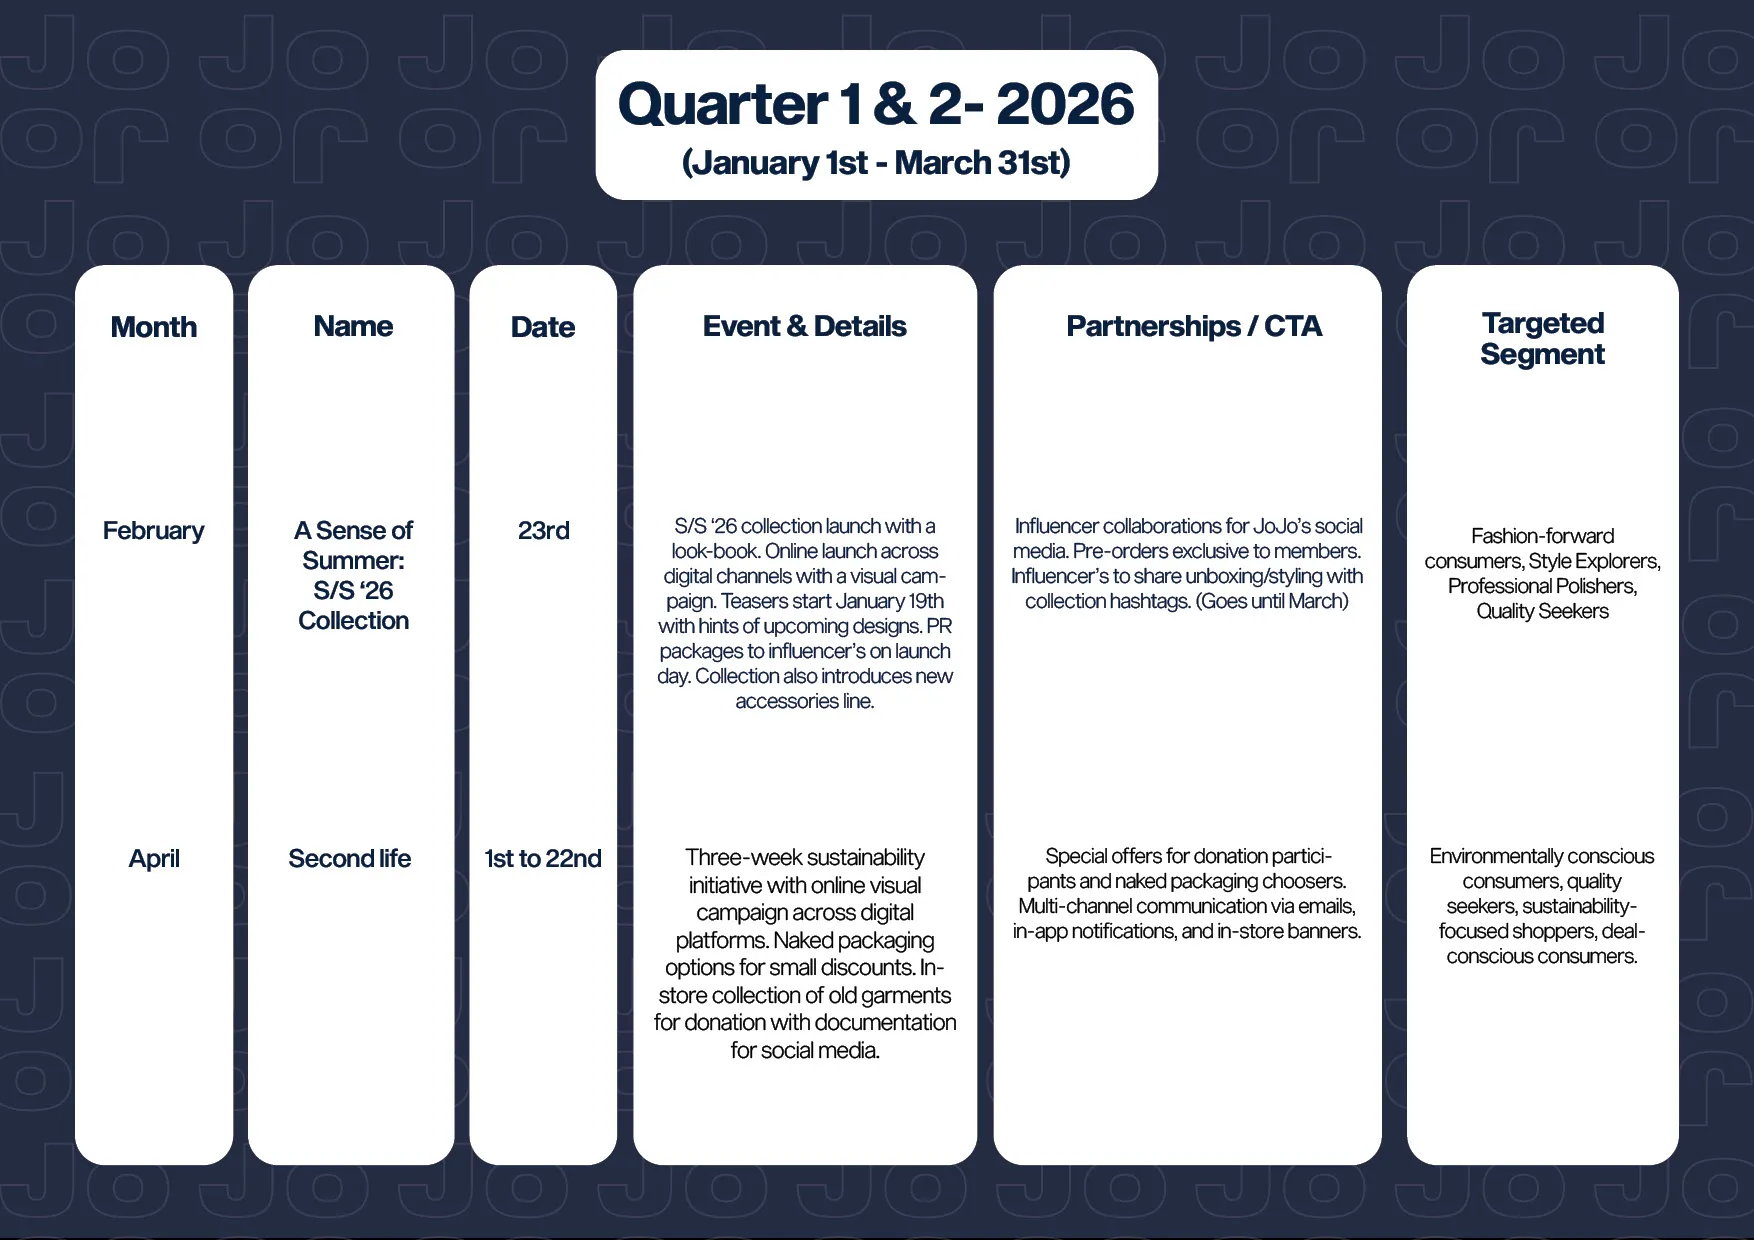 Quarter 1 & 2- 2026
(January 1st - March 31st)
Month
Name
Date
Event & Details
Partnerships / CTA
Targeted
Segment
February
A Sense of
Summer:
S/S ‘26
Collection
23rd
S/S ‘26 collection launch with a
look-book. Online launch across
digital channels with a visual cam-
paign. Teasers start January 19th
with hints of upcoming designs. PR
packages to influencer’s on launch
day. Collection also introduces new
accessories line.
Influencer collaborations for JoJo’s social
media. Pre-orders exclusive to members.
Influencer’s to share unboxing/styling with
collection hashtags. (Goes until March)
Fashion-forward
consumers, Style Explorers,
Professional Polishers,
Quality Seekers
April
Second life
1st to 22nd
Three-week sustainability
initiative with online visual
campaign across digital
platforms. Naked packaging
options for small discounts. In-
store collection of old garments
for donation with documentation
for social media.
Special offers for donation partici-
pants and naked packaging choosers.
Multi-channel communication via emails,
in-app notifications, and in-store banners.
Environmentally conscious
consumers, quality
seekers, sustainability-
focused shoppers, deal-
conscious consumers.